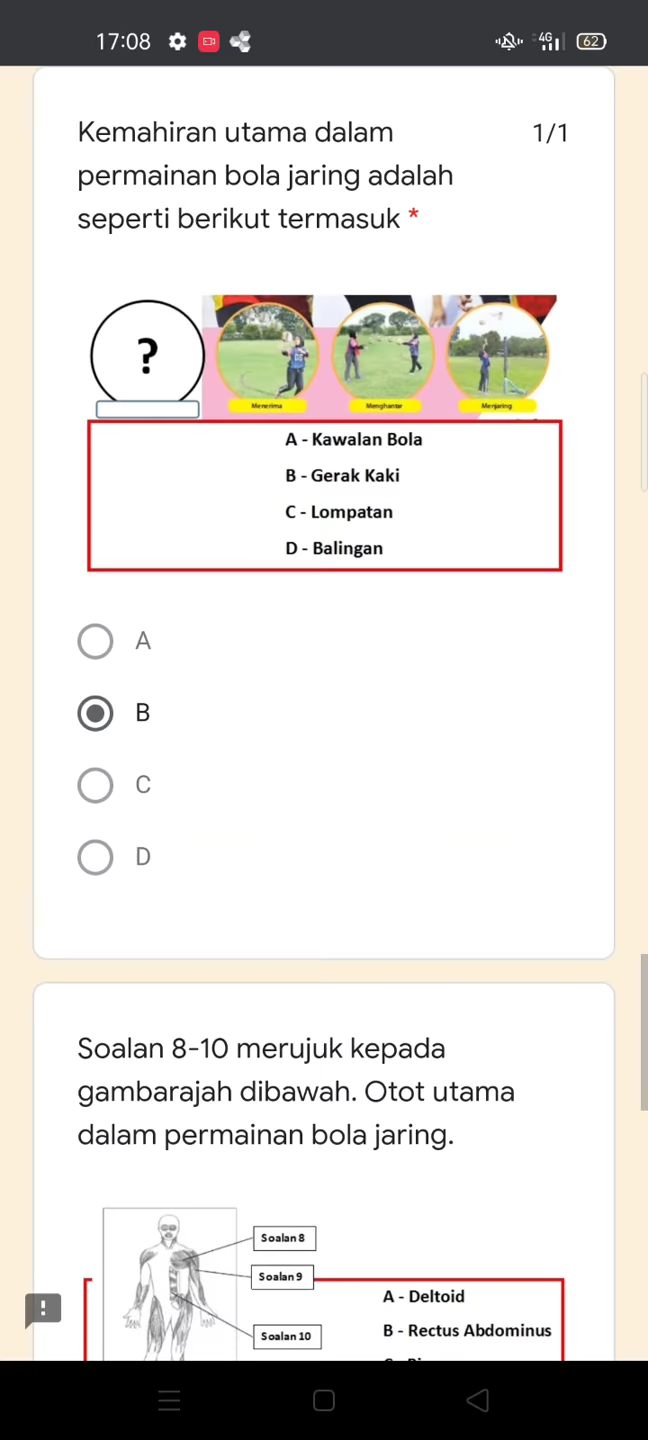 17:08
4G
62
Kemahiran utama dalam
1/1
permainan bola jaring adalah
seperti berikut termasuk *
?
Menerima
Menghantar
Menjaring
A - Kawalan Bola
B - Gerak Kaki
C - Lompatan
D - Balingan
A
B
C
D
Soalan 8-10 merujuk kepada
gambarajah dibawah. Otot utama
dalam permainan bola jaring.
Soalan 8
Soalan 9
Soalan 10
A - Deltoid
B - Rectus Abdominus
!